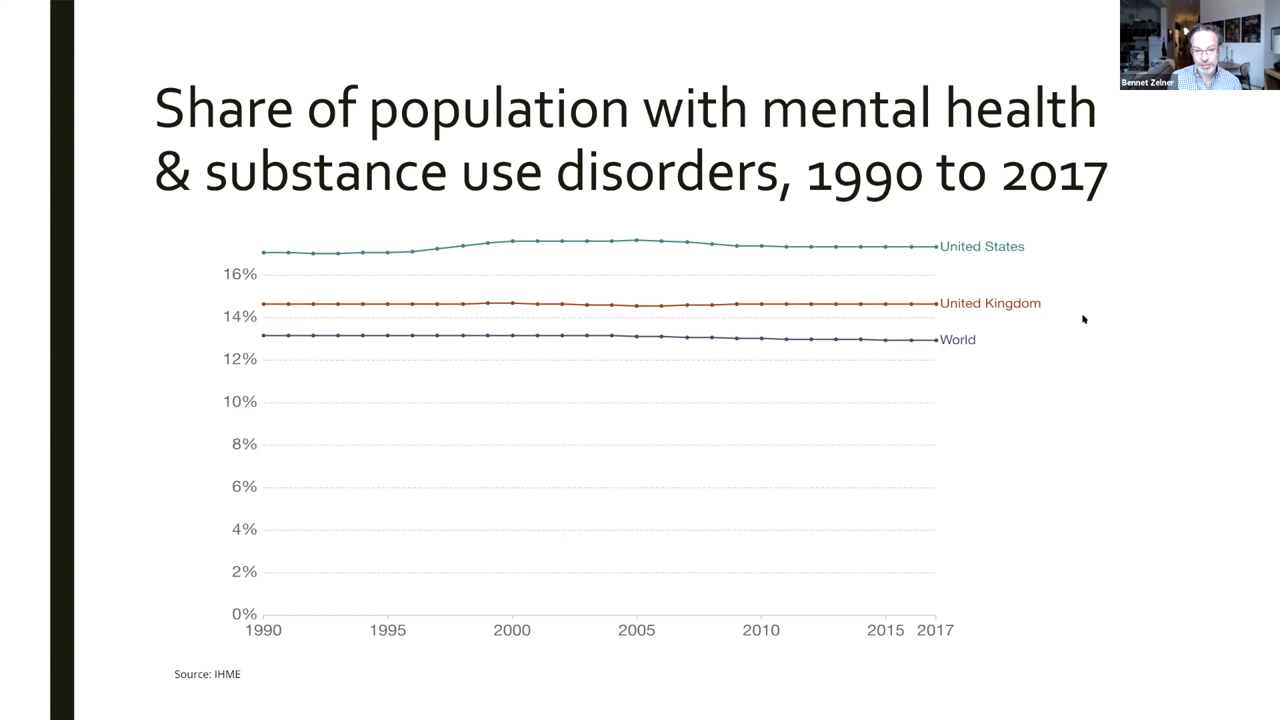 Bennet Zelner
Share of population with mental health
& substance use disorders, 1990 to 2017
United States
16%
United Kingdom
14%
World
12%
10%
8%
6%
4%
2%
0%
1990 1995 2000 2005 2010 2015 2017
Source: IHME